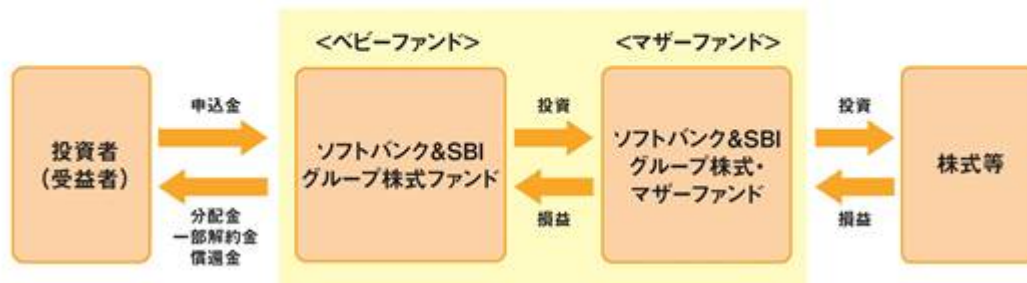 <ベビーファンド>
<マザーファンド>
投資者
(受益者)
申込金
分配金
一部解約金
償還金
ソフトバンク&SBI
グループ株式ファンド
投資
損益
ソフトバンク&SBI
グループ株式・
マザーファンド
投資
損益
株式等